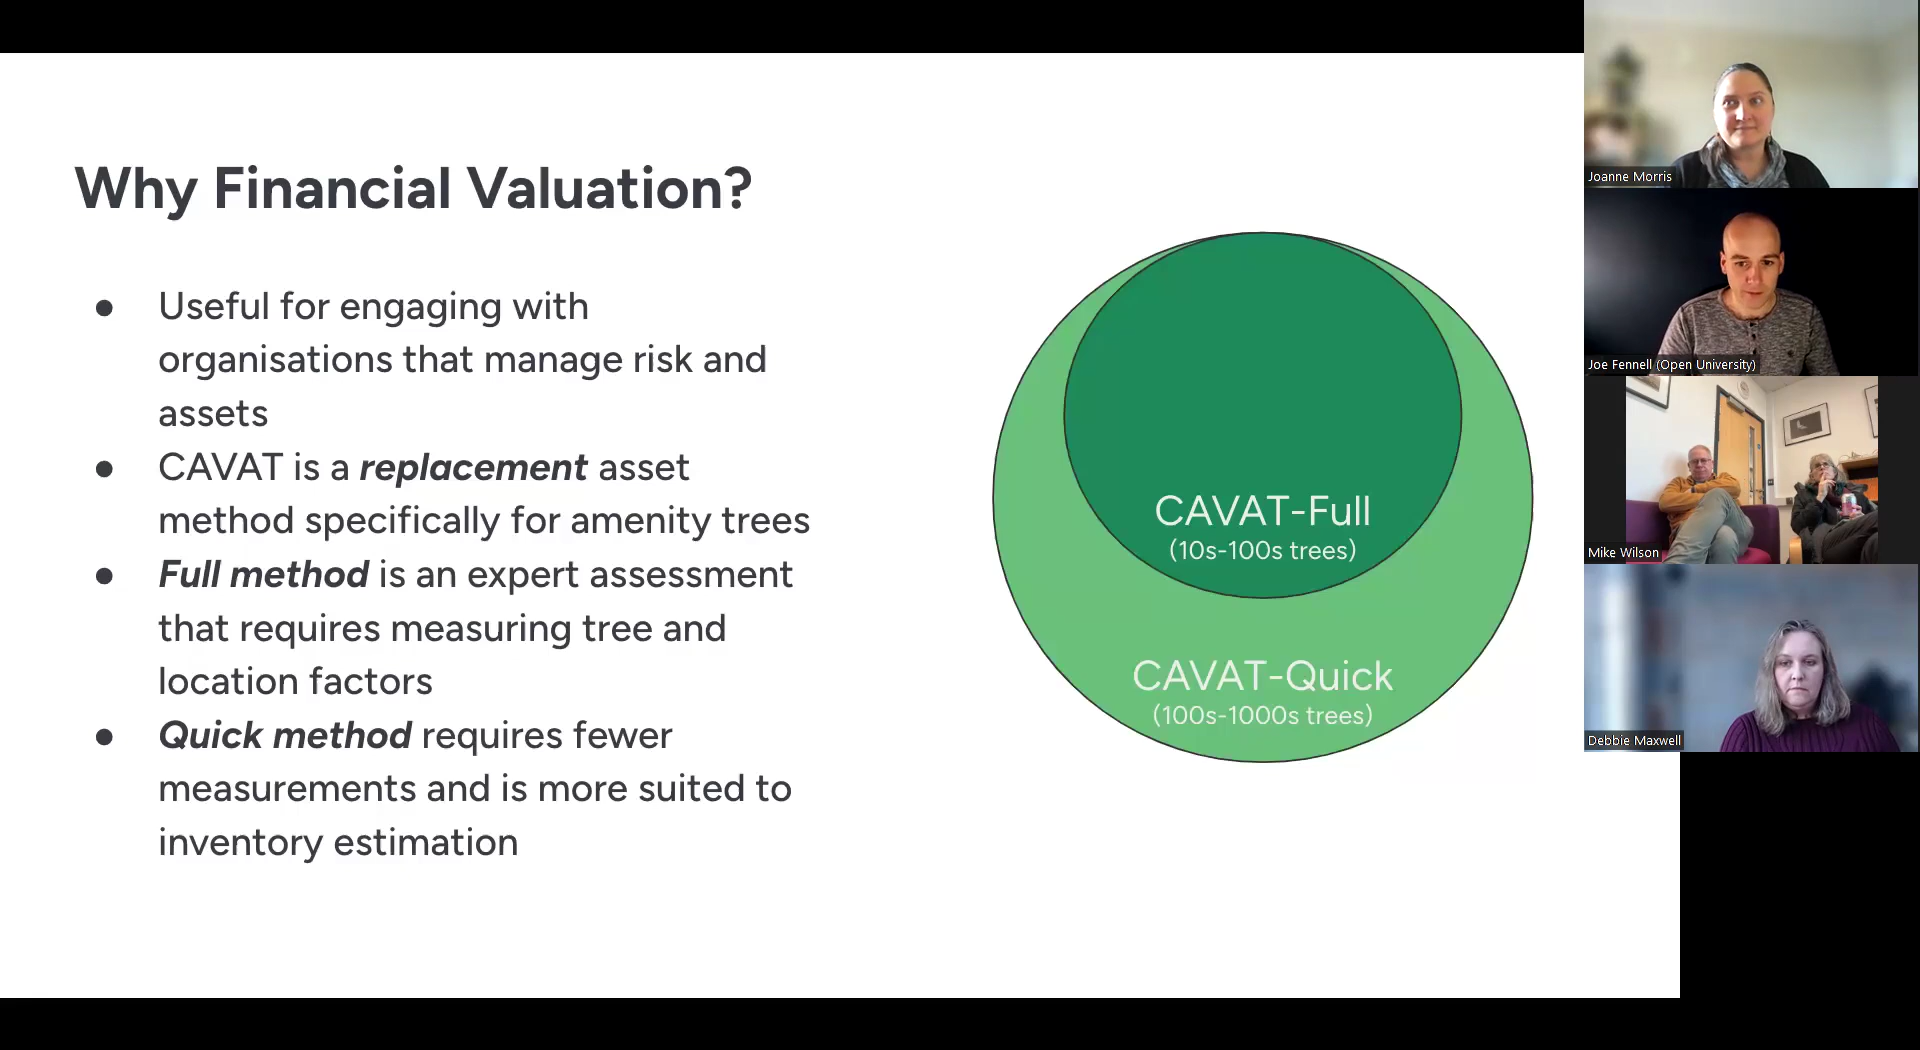 Why Financial Valuation?
● Useful for engaging with
organisations that manage risk and
assets
● CAVAT is a replacement asset
method specifically for amenity trees
● Full method is an expert assessment
that requires measuring tree and
location factors
● Quick method requires fewer
measurements and is more suited to
inventory estimation
CAVAT-Full
(10s-100s trees)
CAVAT-Quick
(100s-1000s trees)
Joanne Morris
Joe Fennell (Open University)
Mike Wilson
Debbie Maxwell